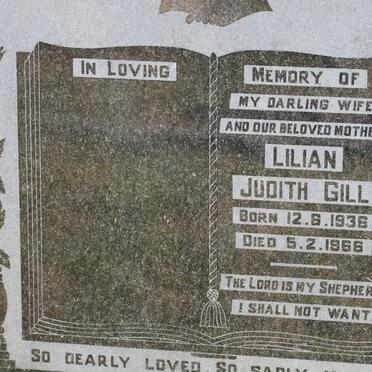 IN LOVING MEMORY OF
MY DARLING WIFE
AND OUR BELOVED MOTHE
LILIAN
JUDITH GILL
BORN 12.6.1936
DIED 5.2.1966
THE LORD IS MY SHEPHER
I SHALL NOT WANT
SO DEARLY LOVED SO SADLY